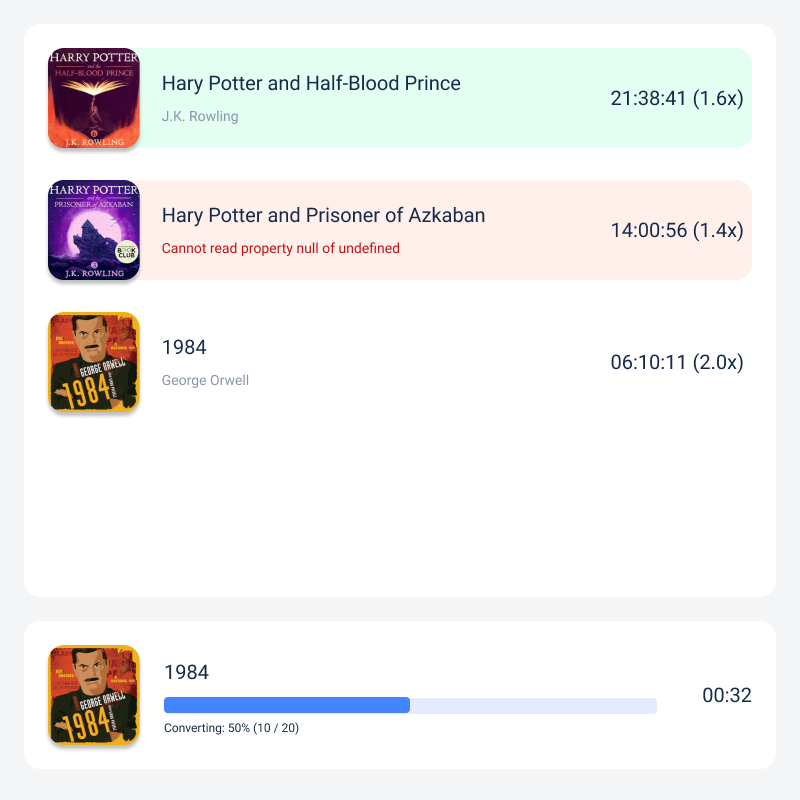 HARRY POTTER
and the
HALF-BLOOD PRINCE
6
J.K. ROWLING
Hary Potter and Half-Blood Prince
J.K. Rowling
21:38:41 (1.6x)
HARRY POTTER
and the
PRISONER of AZKABAN
BOOK
CLUB
3
J.K. ROWLING
Hary Potter and Prisoner of Azkaban
Cannot read property null of undefined
14:00:56 (1.4x)
GEORGE ORWELL
1984
1984
George Orwell
06:10:11 (2.0x)
GEORGE ORWELL
1984
1984
00:32
Converting: 50% (10 / 20)